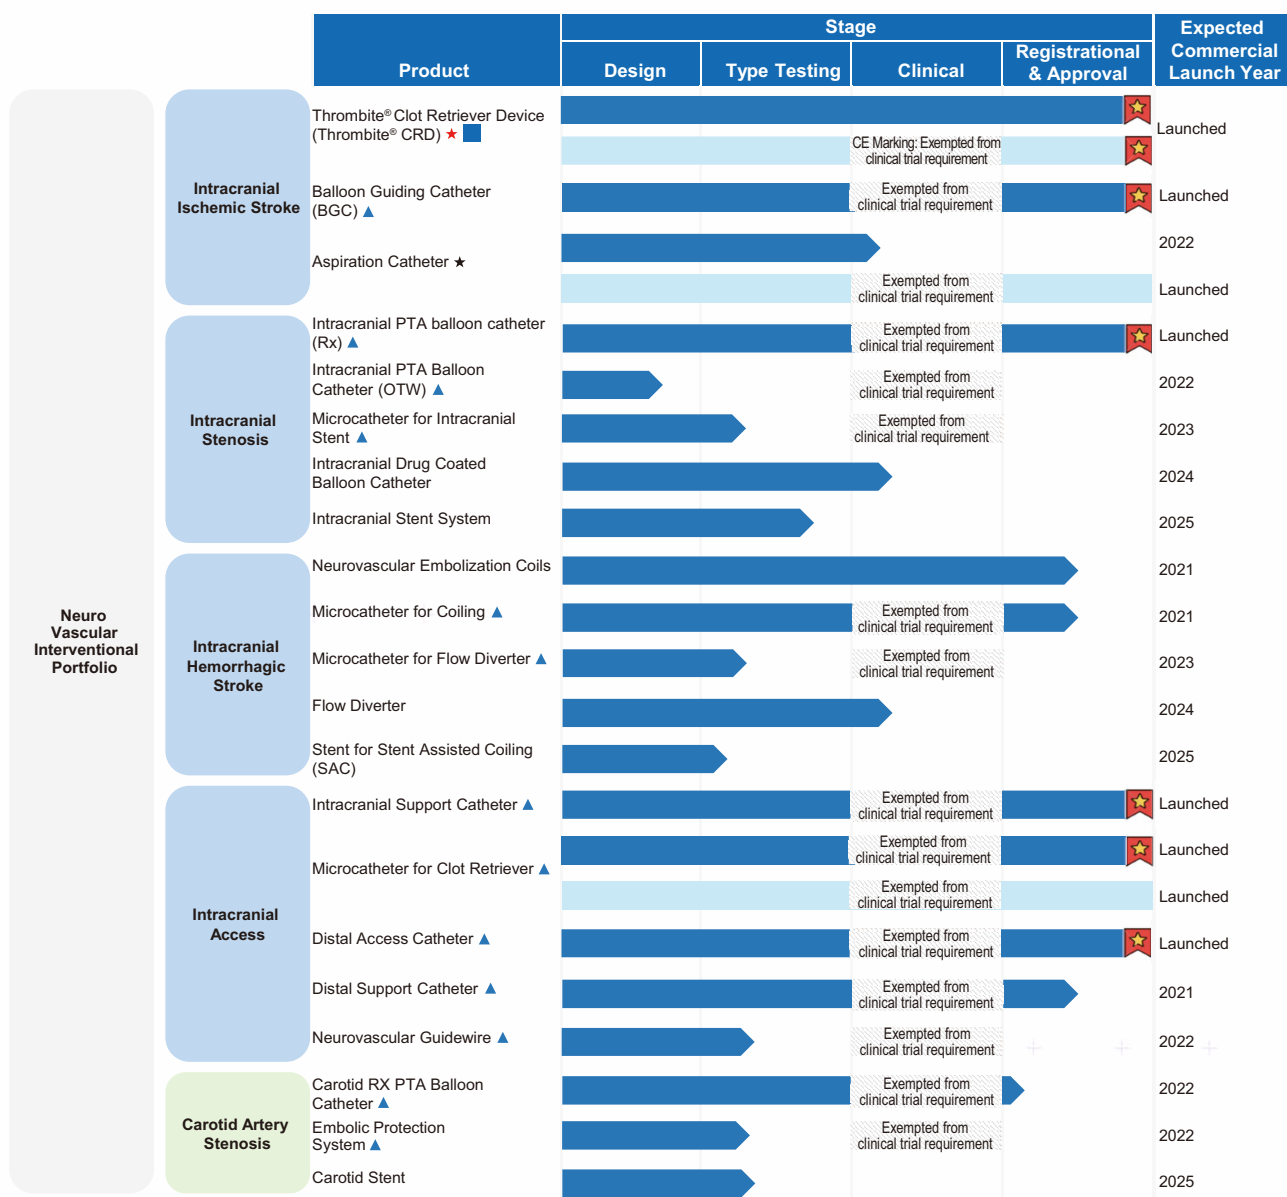 Product
Stage
Design
Type Testing
Clinical
Registrational
& Approval
Expected
Commercial
Launch Year
Neuro
Vascular
Interventional
Portfolio
Intracranial
Ischemic Stroke
Thrombite® Clot Retriever Device
(Thrombite® CRD) ★
CE Marking: Exempted from
clinical trial requirement
Launched
Balloon Guiding Catheter
(BGC) ▲
Exempted from
clinical trial requirement
Launched
Aspiration Catheter ★
2022
Exempted from
clinical trial requirement
Launched
Intracranial
Stenosis
Intracranial PTA balloon catheter
(Rx) ▲
Exempted from
clinical trial requirement
Launched
Intracranial PTA Balloon
Catheter (OTW) ▲
Exempted from
clinical trial requirement
2022
Microcatheter for Intracranial
Stent ▲
Exempted from
clinical trial requirement
2023
Intracranial Drug Coated
Balloon Catheter
2024
Intracranial Stent System
2025
Intracranial
Hemorrhagic
Stroke
Neurovascular Embolization Coils
2021
Microcatheter for Coiling ▲
Exempted from
clinical trial requirement
2021
Microcatheter for Flow Diverter ▲
Exempted from
clinical trial requirement
2023
Flow Diverter
2024
Stent for Stent Assisted Coiling
(SAC)
2025
Intracranial
Access
Intracranial Support Catheter ▲
Exempted from
clinical trial requirement
Launched
Microcatheter for Clot Retriever ▲
Exempted from
clinical trial requirement
Launched
Exempted from
clinical trial requirement
Launched
Distal Access Catheter ▲
Exempted from
clinical trial requirement
Launched
Distal Support Catheter ▲
Exempted from
clinical trial requirement
2021
Neurovascular Guidewire ▲
Exempted from
clinical trial requirement
2022
Carotid Artery
Stenosis
Carotid RX PTA Balloon
Catheter ▲
Exempted from
clinical trial requirement
2022
Embolic Protection
System ▲
Exempted from
clinical trial requirement
2022
Carotid Stent
2025